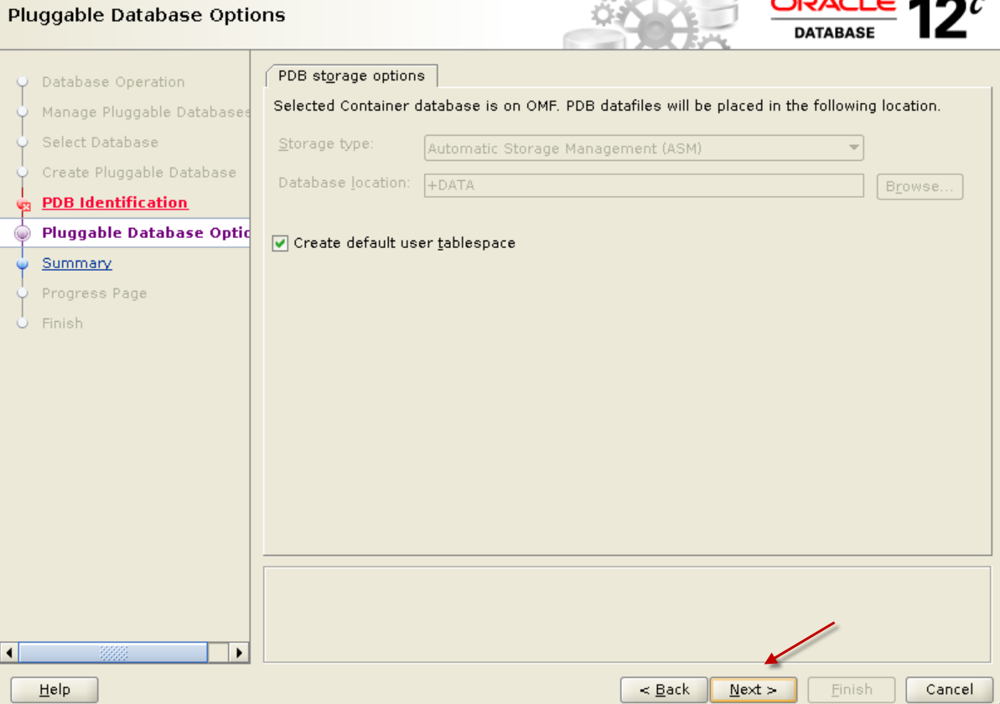 Pluggable Database Options
ORACLE
DATABASE
12c
Database Operation
Manage Pluggable Databases
Select Database
Create Pluggable Database
PDB Identification
Pluggable Database Optio
Summary
Progress Page
Finish
PDB storage options
Selected Container database is on OMF. PDB datafiles will be placed in the following location.
Storage type: Automatic Storage Management (ASM)
Database location: +DATA Browse...
Create default user tablespace
Help < Back Next > Finish Cancel